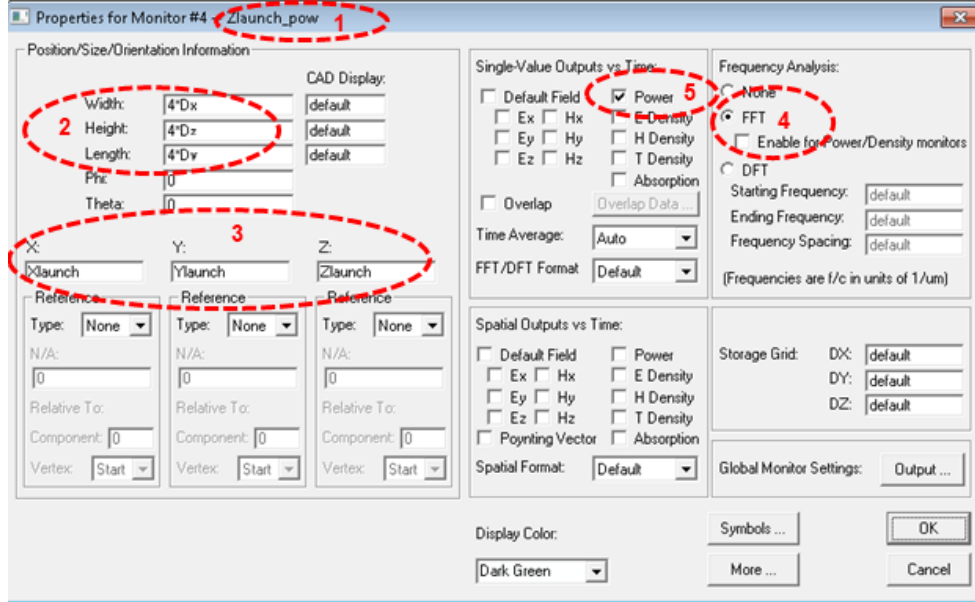 Properties for Monitor #4 - Zlaunch_pow
1
Position/Size/Orientation Information
CAD Display:
Width: 4*Dx default
2
Height: 4*Dz default
Length: 4*Dy default
Phi: 0
Theta: 0
3
X: Y: Z:
Xlaunch Ylaunch Zlaunch
Reference Reference Reference
Type: None Type: None Type: None
N/A: N/A: N/A:
0 0 0
Relative To: Relative To: Relative To:
Component: 0 Component: 0 Component: 0
Vertex: Start Vertex: Start Vertex: Start
Single-Value Outputs vs Time:
Default Field Power 5
Ex Hx E Density
Ey Hy H Density
Ez Hz T Density
Absorption
Overlap Overlap Data ...
Time Average: Auto
FFT/DFT Format Default
Spatial Outputs vs Time:
Default Field Power
Ex Hx E Density
Ey Hy H Density
Ez Hz T Density
Poynting Vector Absorption
Spatial Format: Default
Display Color:
Dark Green
Frequency Analysis:
None
FFT 4
Enable for Power/Density monitors
DFT
Starting Frequency: default
Ending Frequency: default
Frequency Spacing: default
(Frequencies are f/c in units of 1/um)
Storage Grid: DX: default
DY: default
DZ: default
Global Monitor Settings: Output ...
Symbols ... OK
More ... Cancel